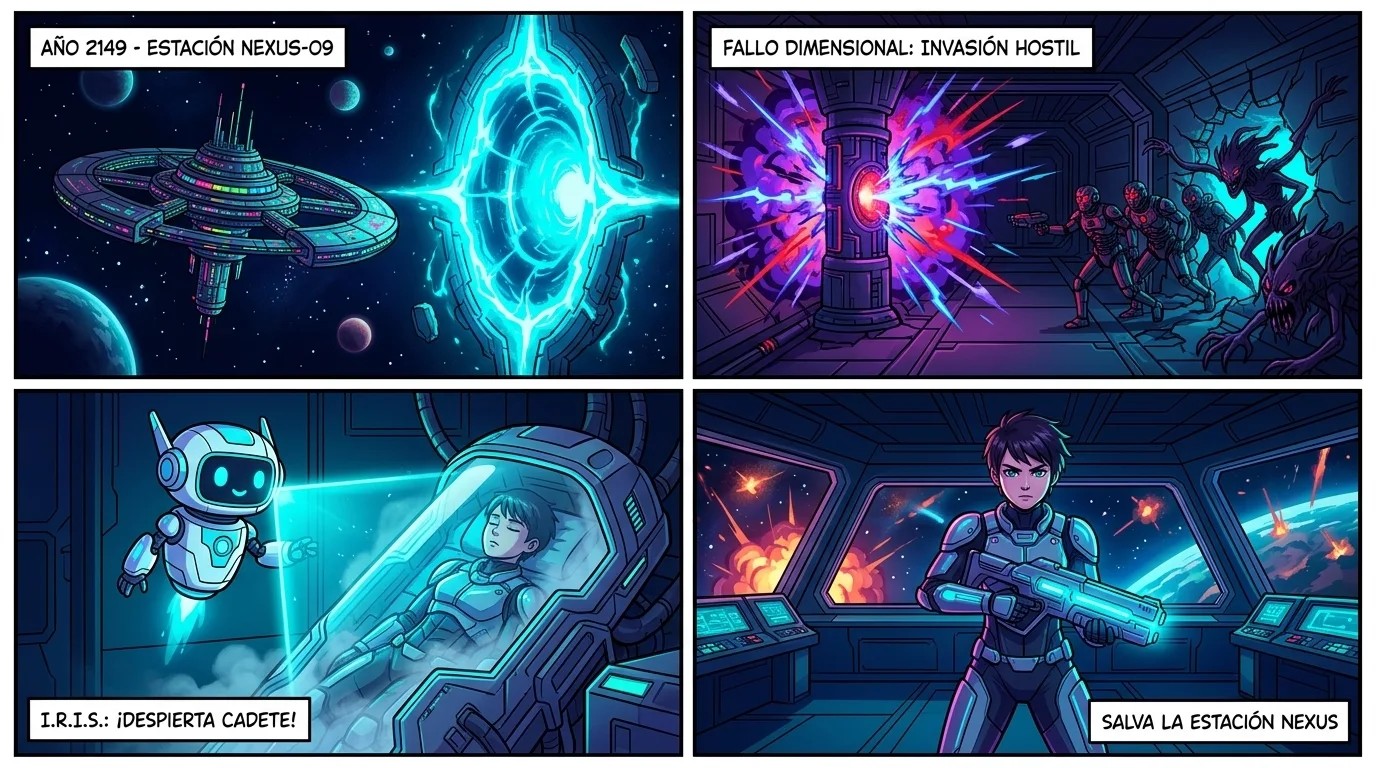 AÑO 2149 - ESTACIÓN NEXUS-09
FALLO DIMENSIONAL: INVASIÓN HOSTIL
I.R.I.S.: ¡DESPIERTA CADETE!
SALVA LA ESTACIÓN NEXUS